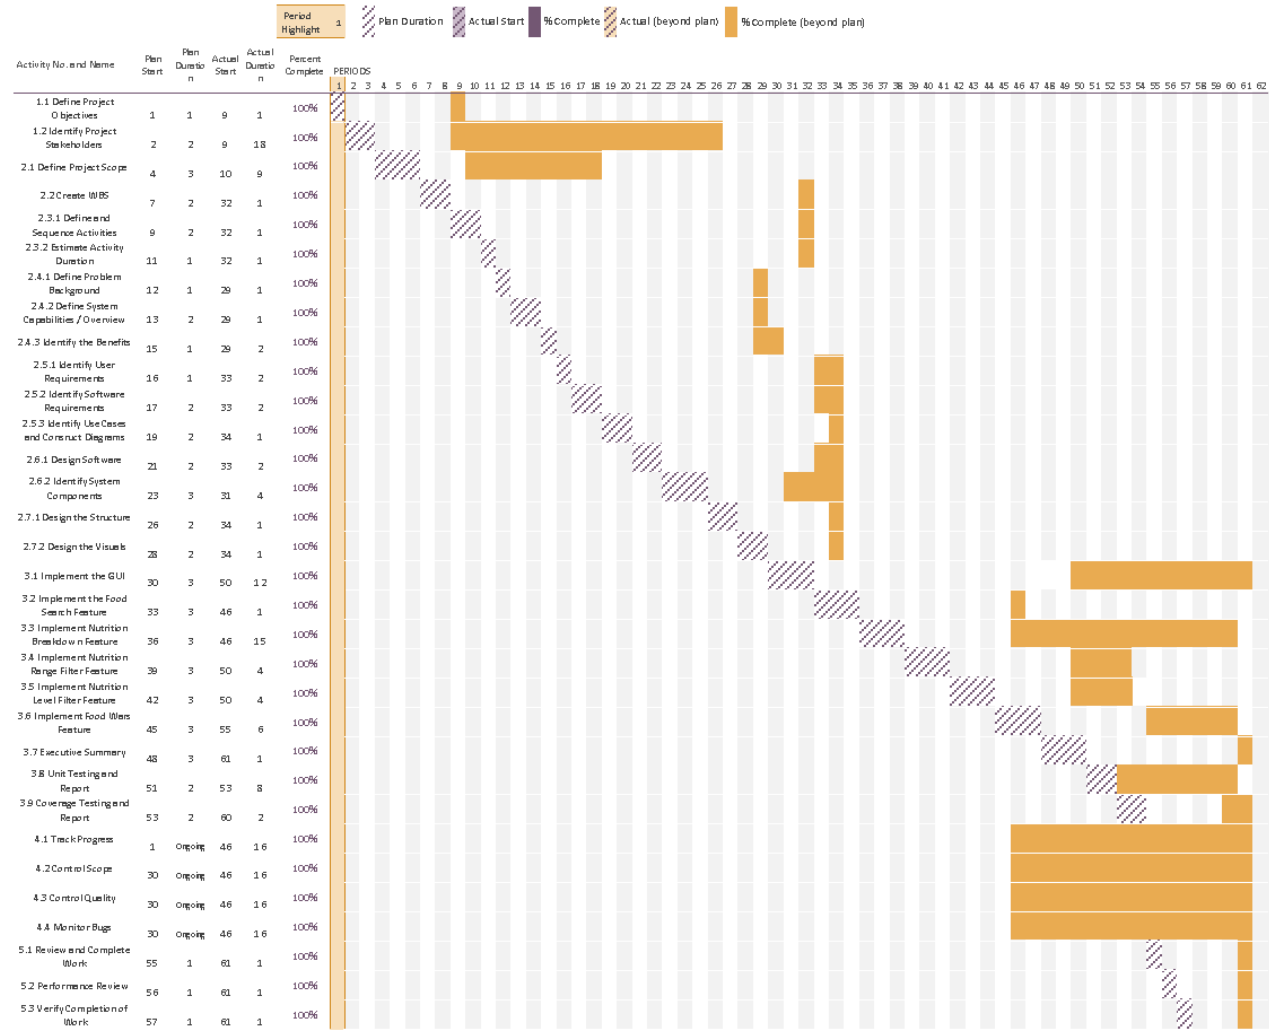 Period
Highlight 1 Plan Duration Actual Start % Complete Actual (beyond plan) % Complete (beyond plan)
Activity No. and Name Plan Start Plan Duratio n Actual Start Actual Duratio n Percent Complete PERIODS
1 2 3 4 5 6 7 8 9 10 11 12 13 14 15 16 17 18 19 20 21 22 23 24 25 26 27 28 29 30 31 32 33 34 35 36 37 38 39 40 41 42 43 44 45 46 47 48 49 50 51 52 53 54 55 56 57 58 59 60 61 62
1.1 Define Project Objectives 1 1 9 1 100%
1.2 Identify Project Stakeholders 2 2 9 18 100%
2.1 Define Project Scope 4 3 10 9 100%
2.2 Create WBS 7 2 32 1 100%
2.3.1 Define and Sequence Activities 9 2 32 1 100%
2.3.2 Estimate Activity Duration 11 1 32 1 100%
2.4.1 Define Problem Background 12 1 29 1 100%
2.4.2 Define System Capabilities / Overview 13 2 29 1 100%
2.4.3 Identify the Benefits 15 1 29 2 100%
2.5.1 Identify User Requirements 16 1 33 2 100%
2.5.2 Identify Software Requirements 17 2 33 2 100%
2.5.3 Identify Use Cases and Consruct Diagrams 19 2 34 1 100%
2.6.1 Design Software 21 2 33 2 100%
2.6.2 Identify System Components 23 3 31 4 100%
2.7.1 Design the Structure 26 2 34 1 100%
2.7.2 Design the Visuals 28 2 34 1 100%
3.1 Implement the GUI 30 3 50 12 100%
3.2 Implement the Food Search Feature 33 3 46 1 100%
3.3 Implement Nutrition Breakdown Feature 36 3 46 15 100%
3.4 Implement Nutrition Range Filter Feature 39 3 50 4 100%
3.5 Implement Nutrition Level Filter Feature 42 3 50 4 100%
3.6 Implement Food Wars Feature 45 3 55 6 100%
3.7 Executive Summary 48 3 61 1 100%
3.8 Unit Testing and Report 51 2 53 8 100%
3.9 Coverage Testing and Report 53 2 60 2 100%
4.1 Track Progress 1 Ongoing 46 16 100%
4.2 Control Scope 30 Ongoing 46 16 100%
4.3 Control Quality 30 Ongoing 46 16 100%
4.4 Monitor Bugs 30 Ongoing 46 16 100%
5.1 Review and Complete Work 55 1 61 1 100%
5.2 Performance Review 56 1 61 1 100%
5.3 Verify Completion of Work 57 1 61 1 100%